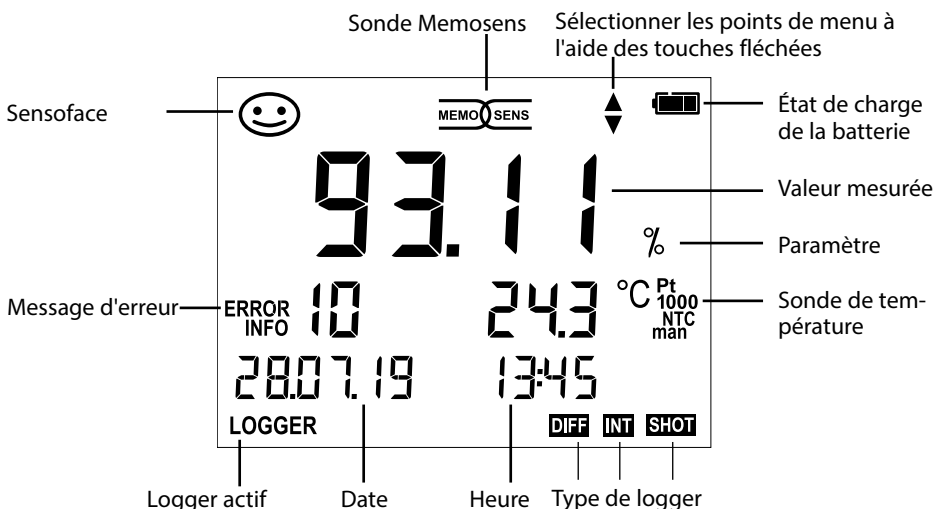 Sonde Memosens
Sélectionner les points de menu à
l'aide des touches fléchées
Sensoface
MEMO SENS
État de charge
de la batterie
93.11
Valeur mesurée
%
Paramètre
Message d'erreur
ERROR
INFO
10
24.3
°C
Pt
1000
NTC
man
Sonde de tem-
pérature
28.07.19
13:45
LOGGER
DIFF INT SHOT
Logger actif
Date
Heure
Type de logger